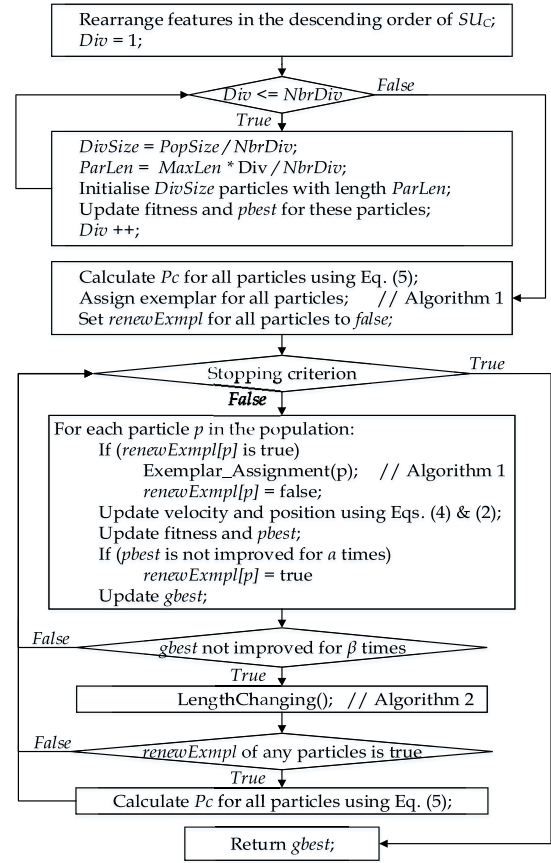 Rearrange features in the descending order of SUC;
Div = 1;
Div <= NbrDiv
False
True
DivSize = PopSize / NbrDiv;
ParLen = MaxLen * Div / NbrDiv;
Initialise DivSize particles with length ParLen;
Update fitness and pbest for these particles;
Div ++;
Calculate Pc for all particles using Eq. (5);
Assign exemplar for all particles; // Algorithm 1
Set renewExmpl for all particles to false;
Stopping criterion
True
False
For each particle p in the population:
If (renewExmpl[p] is true)
Exemplar_Assignment(p); // Algorithm 1
renewExmpl[p] = false;
Update velocity and position using Eqs. (4) & (2);
Update fitness and pbest;
If (pbest is not improved for α times)
renewExmpl[p] = true
Update gbest;
False
gbest not improved for β times
True
LengthChanging(); // Algorithm 2
False
renewExmpl of any particles is true
True
Calculate Pc for all particles using Eq. (5);
Return gbest;